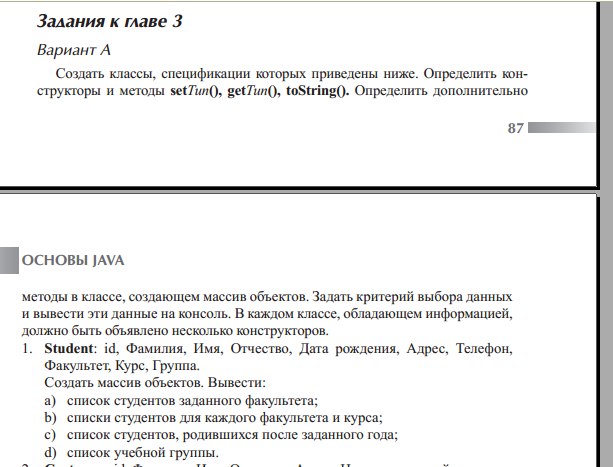 Задания к главе 3
Вариант А
Создать классы, спецификации которых приведены ниже. Определить кон-
структоры и методы setТип(), getТип(), toString(). Определить дополнительно
87
ОСНОВЫ JAVA
методы в классе, создающем массив объектов. Задать критерий выбора данных
и вывести эти данные на консоль. В каждом классе, обладающем информацией,
должно быть объявлено несколько конструкторов.
1. Student: id, Фамилия, Имя, Отчество, Дата рождения, Адрес, Телефон,
Факультет, Курс, Группа.
Создать массив объектов. Вывести:
a) список студентов заданного факультета;
b) списки студентов для каждого факультета и курса;
c) список студентов, родившихся после заданного года;
d) список учебной группы.